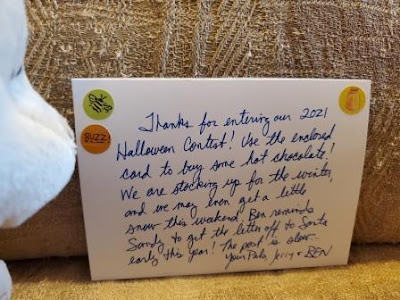 Thanks for entering our 2021
Halloween Contest! Use the enclosed
card to buy some hot chocolate!
We are stocking up for the winter,
and we may even get a little
snow this weekend. Ben reminds
Sandy to get the letter off to Santa
early this year! The post is slow.
Your Pals, Jerry + BEN
BUZZ